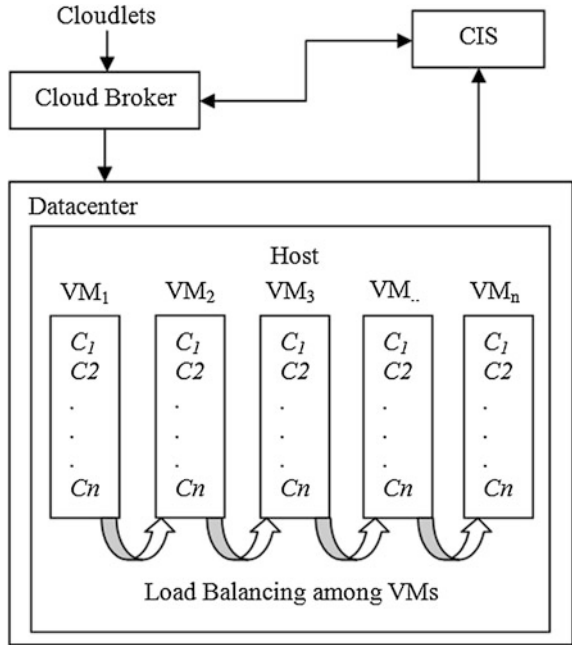 Cloudlets
CIS
Cloud Broker
Datacenter
Host
VM₁ VM₂ VM₃ VM.. VMₙ
C₁ C₁ C₁ C₁ C₁
C2 C2 C2 C2 C2
. . . . .
. . . . .
. . . . .
Cn Cn Cn Cn Cn
Load Balancing among VMs